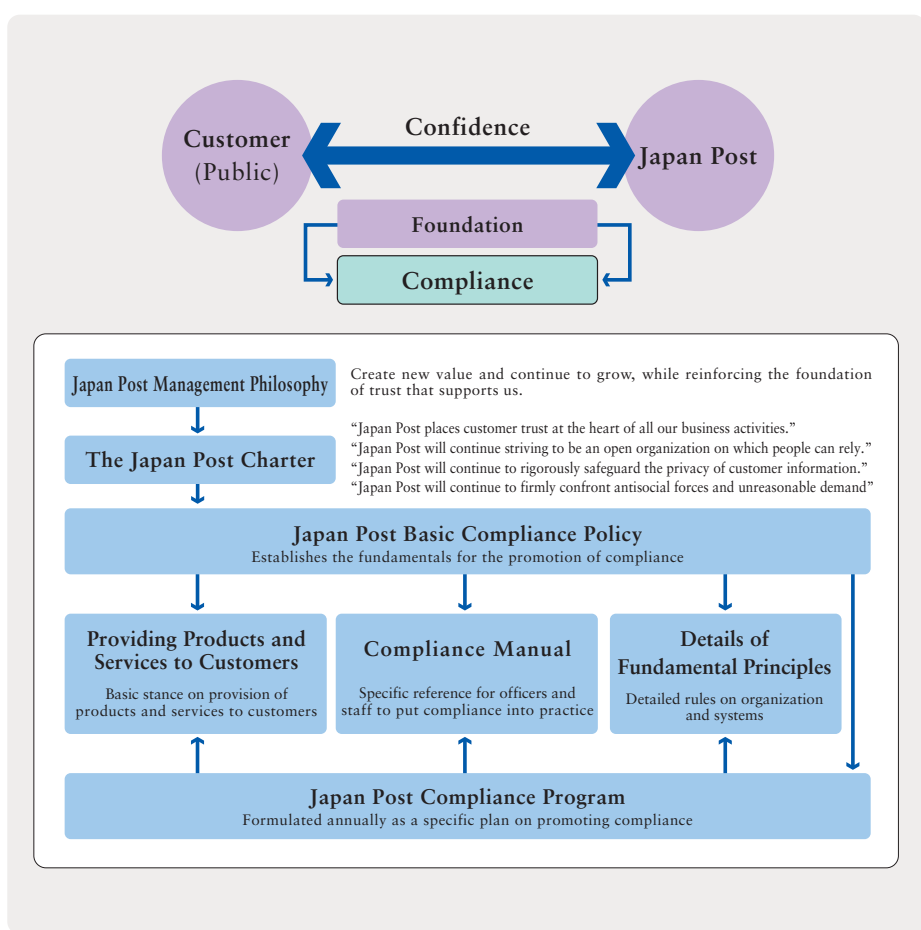 Customer
(Public)
Confidence
Japan Post
Foundation
Compliance
Japan Post Management Philosophy
Create new value and continue to grow, while reinforcing the foundation
of trust that supports us.
The Japan Post Charter
“Japan Post places customer trust at the heart of all our business activities.”
“Japan Post will continue striving to be an open organization on which people can rely.”
“Japan Post will continue to rigorously safeguard the privacy of customer information.”
“Japan Post will continue to firmly confront antisocial forces and unreasonable demand”
Japan Post Basic Compliance Policy
Establishes the fundamentals for the promotion of compliance
Providing Products and
Services to Customers
Basic stance on provision of
products and services to customers
Compliance Manual
Specific reference for officers and
staff to put compliance into practice
Details of
Fundamental Principles
Detailed rules on organization
and systems
Japan Post Compliance Program
Formulated annually as a specific plan on promoting compliance